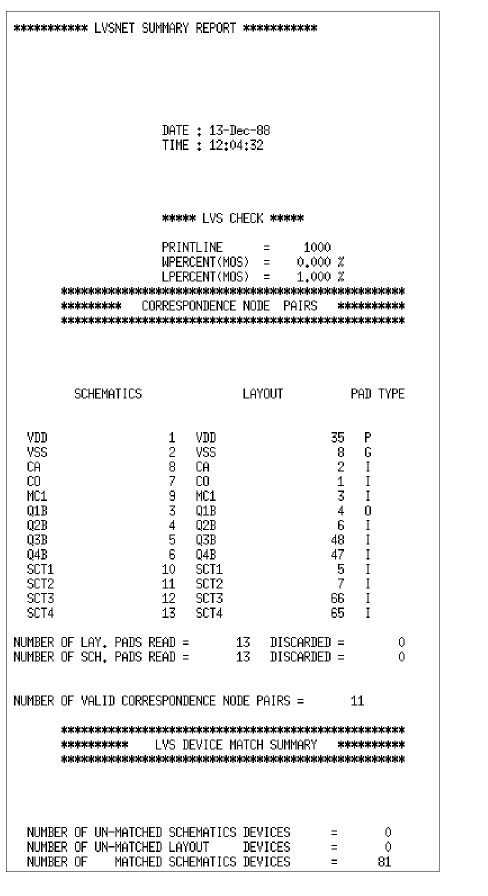 *********** LVSNET SUMMARY REPORT ***********
DATE : 13-Dec-88
TIME : 12:04:32
***** LVS CHECK *****
PRINTLINE = 1000
WPERCENT(MOS) = 0.000 %
LPERCENT(MOS) = 1.000 %
***************************************************
********* CORRESPONDENCE NODE PAIRS **********
***************************************************
SCHEMATICS LAYOUT PAD TYPE
VDD 1 VDD 35 P
VSS 2 VSS 8 G
CA 8 CA 2 I
CO 7 CO 1 I
MC1 9 MC1 3 I
Q1B 3 Q1B 4 O
Q2B 4 Q2B 6 I
Q3B 5 Q3B 48 I
Q4B 6 Q4B 47 I
SCT1 10 SCT1 5 I
SCT2 11 SCT2 7 I
SCT3 12 SCT3 66 I
SCT4 13 SCT4 65 I
NUMBER OF LAY. PADS READ = 13 DISCARDED = 0
NUMBER OF SCH. PADS READ = 13 DISCARDED = 0
NUMBER OF VALID CORRESPONDENCE NODE PAIRS = 11
***************************************************
********** LVS DEVICE MATCH SUMMARY **********
***************************************************
NUMBER OF UN-MATCHED SCHEMATICS DEVICES = 0
NUMBER OF UN-MATCHED LAYOUT DEVICES = 0
NUMBER OF MATCHED SCHEMATICS DEVICES = 81